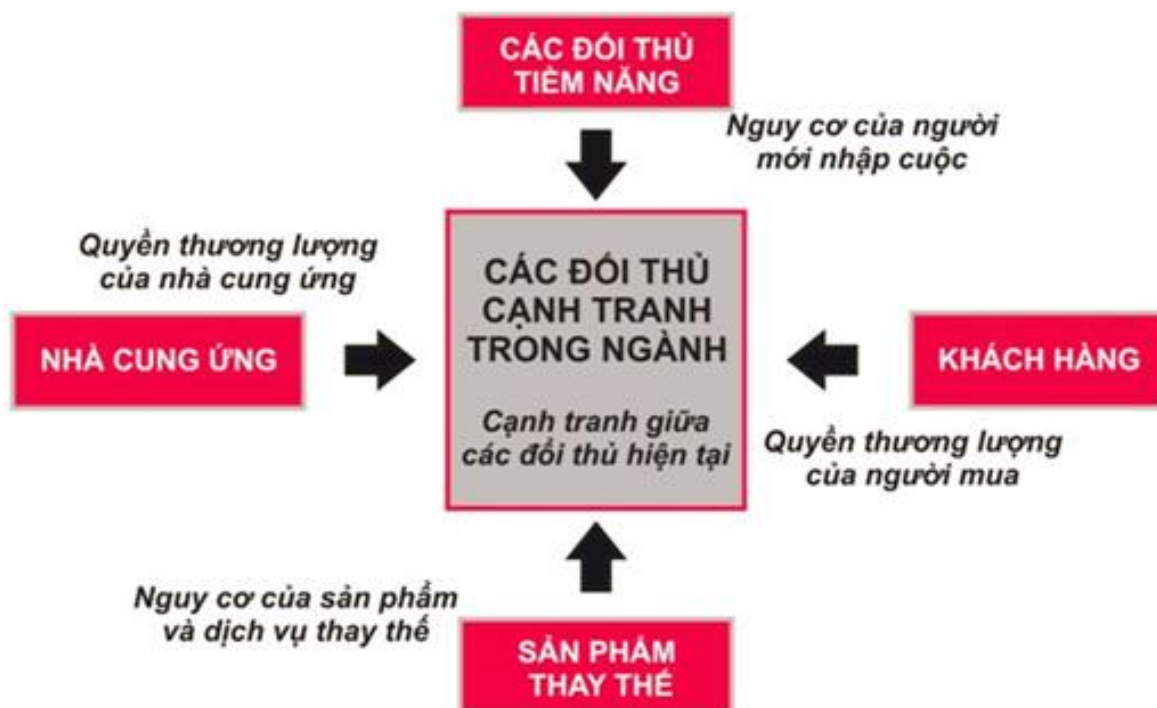 CÁC ĐỐI THỦ
TIỀM NĂNG
Nguy cơ của người
mới nhập cuộc
Quyền thương lượng
của nhà cung ứng
NHÀ CUNG ỨNG
CÁC ĐỐI THỦ
CẠNH TRANH
TRONG NGÀNH
Cạnh tranh giữa
các đối thủ hiện tại
KHÁCH HÀNG
Quyền thương lượng
của người mua
Nguy cơ của sản phẩm
và dịch vụ thay thế
SẢN PHẨM
THAY THẾ